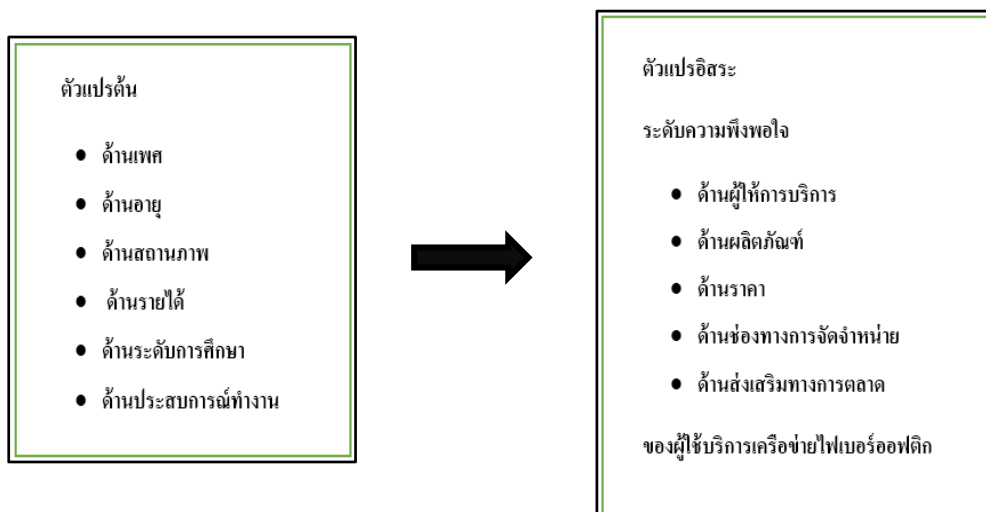 ตัวแปรต้น
● ด้านเพศ
● ด้านอายุ
● ด้านสถานภาพ
● ด้านรายได้
● ด้านระดับการศึกษา
● ด้านประสบการณ์ทำงาน
ตัวแปรอิสระ
ระดับความพึงพอใจ
● ด้านผู้ให้การบริการ
● ด้านผลิตภัณฑ์
● ด้านราคา
● ด้านช่องทางการจัดจำหน่าย
● ด้านส่งเสริมทางการตลาด
ของผู้ใช้บริการเครือข่ายไฟเบอร์ออฟติก